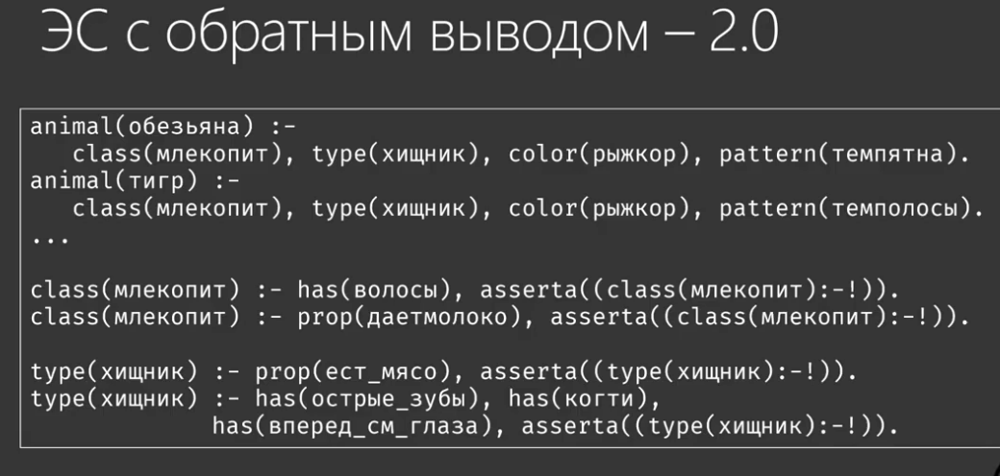 ЭС с обратным выводом – 2.0
animal(обезьяна) :-
class(млекопит), type(хищник), color(рыжкор), pattern(темпятна).
animal(тигр) :-
class(млекопит), type(хищник), color(рыжкор), pattern(темполосы).
...
class(млекопит) :- has(волосы), asserta((class(млекопит):-!)).
class(млекопит) :- prop(даетмолоко), asserta((class(млекопит):-!)).
type(хищник) :- prop(ест_мясо), asserta((type(хищник):-!)).
type(хищник) :- has(острые_зубы), has(когти),
has(вперед_см_глаза), asserta((type(хищник):-!)).